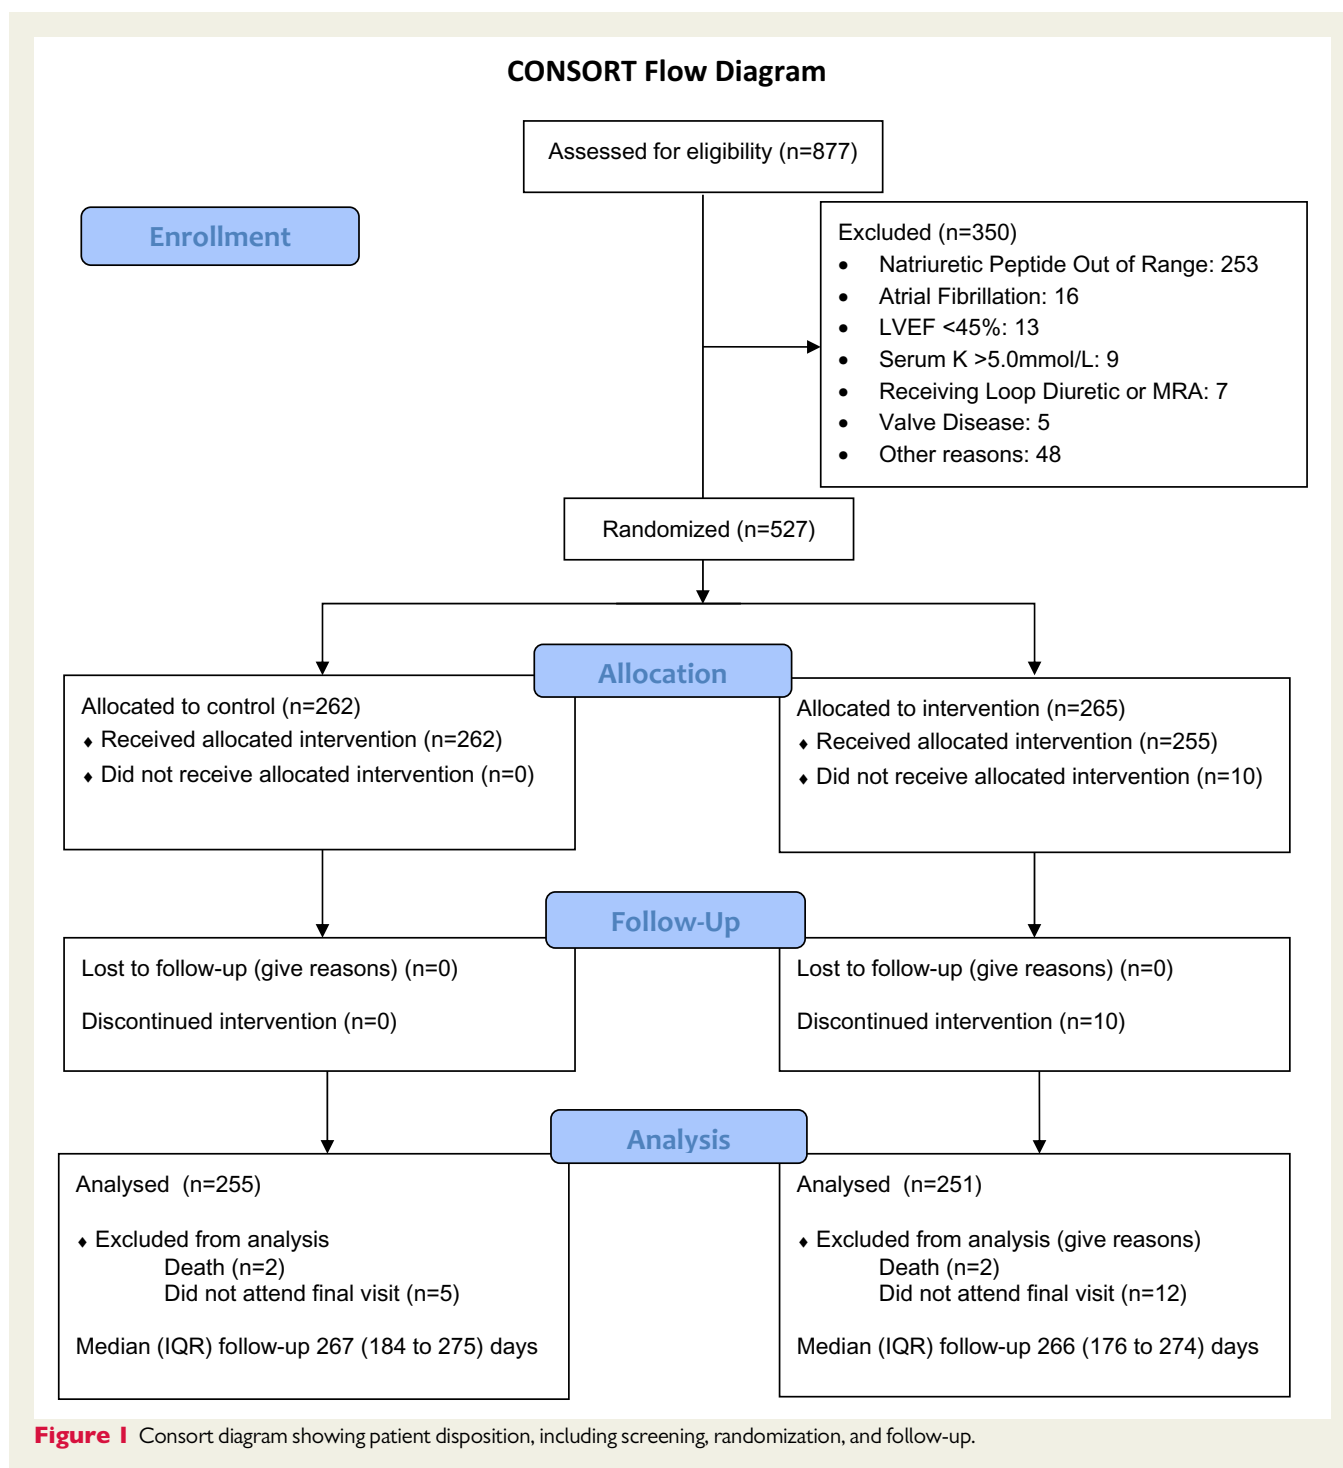 CONSORT Flow Diagram
Assessed for eligibility (n=877)
Enrollment
Excluded (n=350)
• Natriuretic Peptide Out of Range: 253
• Atrial Fibrillation: 16
• LVEF <45%: 13
• Serum K >5.0mmol/L: 9
• Receiving Loop Diuretic or MRA: 7
• Valve Disease: 5
• Other reasons: 48
Randomized (n=527)
Allocation
Allocated to control (n=262)
♦ Received allocated intervention (n=262)
♦ Did not receive allocated intervention (n=0)
Allocated to intervention (n=265)
♦ Received allocated intervention (n=255)
♦ Did not receive allocated intervention (n=10)
Follow-Up
Lost to follow-up (give reasons) (n=0)
Discontinued intervention (n=0)
Lost to follow-up (give reasons) (n=0)
Discontinued intervention (n=10)
Analysis
Analysed (n=255)
♦ Excluded from analysis
Death (n=2)
Did not attend final visit (n=5)
Median (IQR) follow-up 267 (184 to 275) days
Analysed (n=251)
♦ Excluded from analysis (give reasons)
Death (n=2)
Did not attend final visit (n=12)
Median (IQR) follow-up 266 (176 to 274) days
Figure 1 Consort diagram showing patient disposition, including screening, randomization, and follow-up.